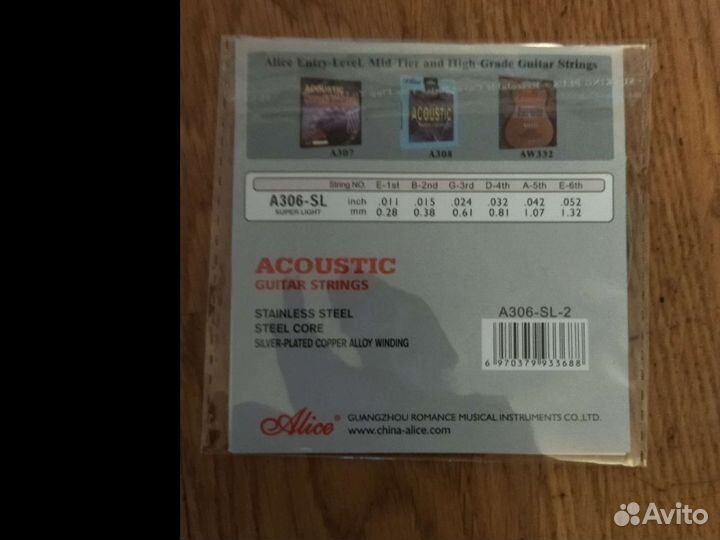 Alice Entry-Level, Mid Tier and High-Grade Guitar Strings
ACOUSTIC
Alice
ACOUSTIC
A307 A308 AW332
String NO. E-1st B-2nd G-3rd D-4th A-5th E-6th
A306-SL inch .011 .015 .024 .032 .042 .052
SUPER LIGHT mm 0.28 0.38 0.61 0.81 1.07 1.32
ACOUSTIC
GUITAR STRINGS
STAINLESS STEEL
STEEL CORE
SILVER-PLATED COPPER ALLOY WINDING
A306-SL-2
6 970379 933688
Alice® GUANGZHOU ROMANCE MUSICAL INSTRUMENTS CO.,LTD.
www.china-alice.com
Avito